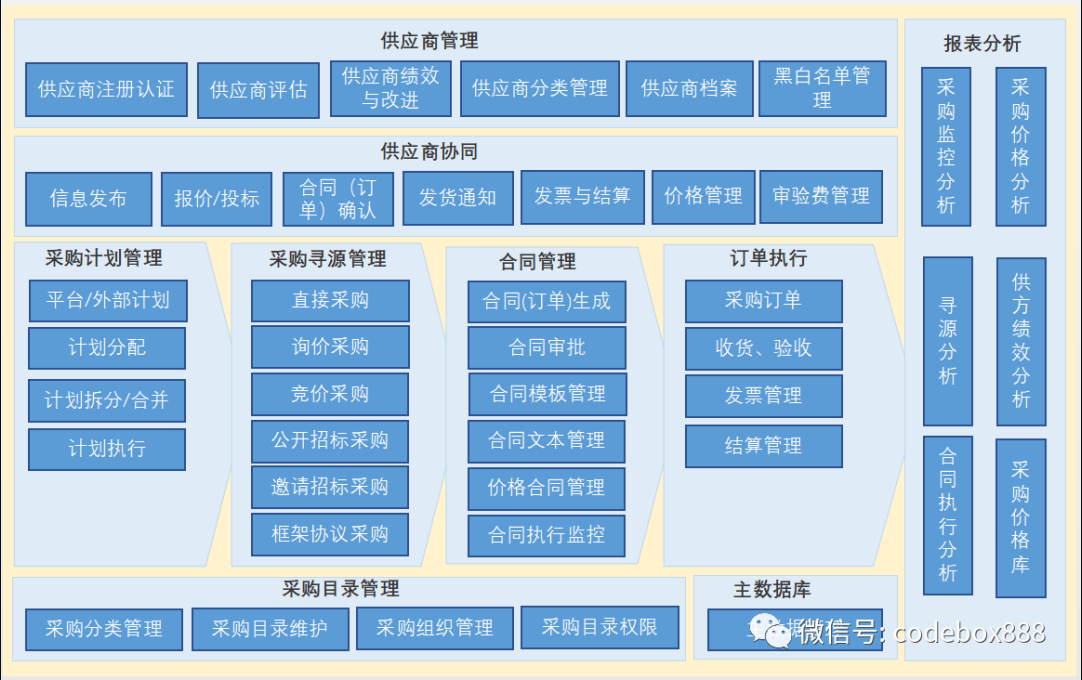 供应商管理
供应商注册认证
供应商评估
供应商绩效
与改进
供应商分类管理
供应商档案
黑白名单管
理
供应商协同
信息发布
报价/投标
合同（订
单）确认
发货通知
发票与结算
价格管理
审验费管理
采购计划管理
平台/外部计划
计划分配
计划拆分/合并
计划执行
采购寻源管理
直接采购
询价采购
竞价采购
公开招标采购
邀请招标采购
框架协议采购
合同管理
合同(订单)生成
合同审批
合同模板管理
合同文本管理
价格合同管理
合同执行监控
订单执行
采购订单
收货、验收
发票管理
结算管理
采购目录管理
采购分类管理
采购目录维护
采购组织管理
采购目录权限
主数据库
报表分析
采购监控分析
采购价格分析
寻源分析
供方绩效分析
合同执行分析
采购价格库
微信号: codebox888